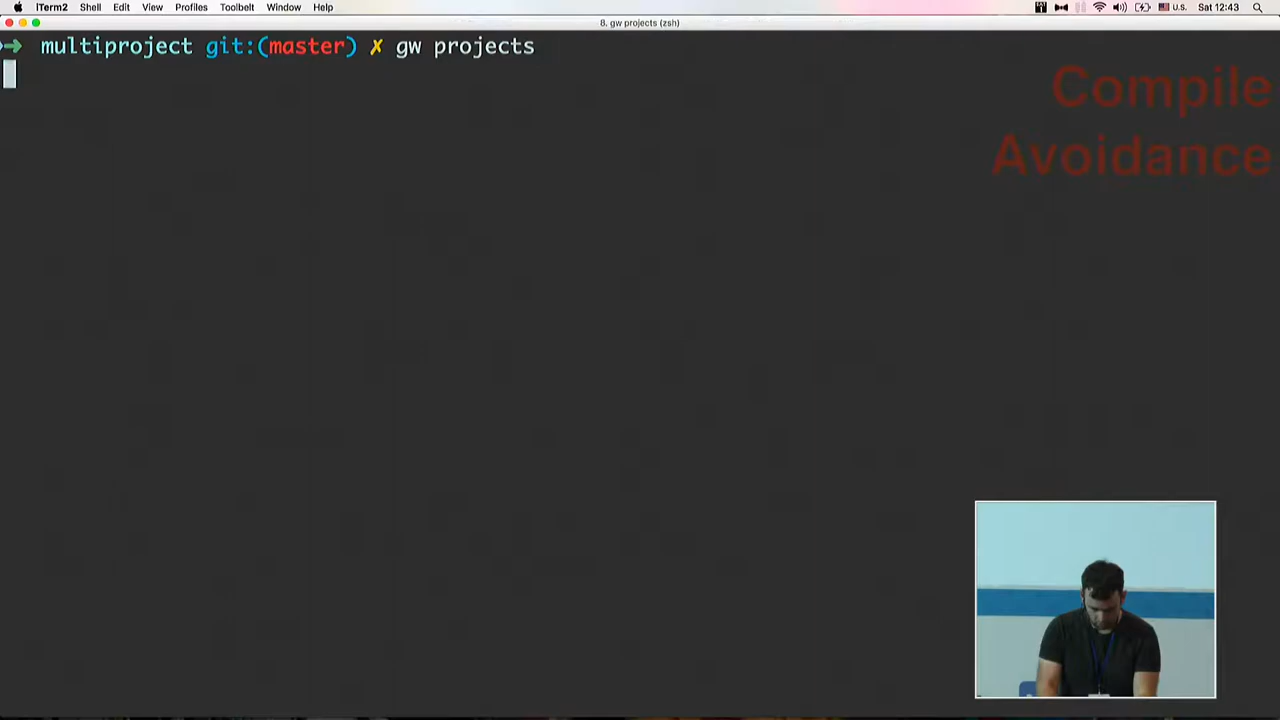 iTerm2 Shell Edit View Profiles Toolbelt Window Help U.S. Sat 12:43
8. gw projects (zsh)
➜ multiproject git:(master) ✗ gw projects
Compile
Avoidance